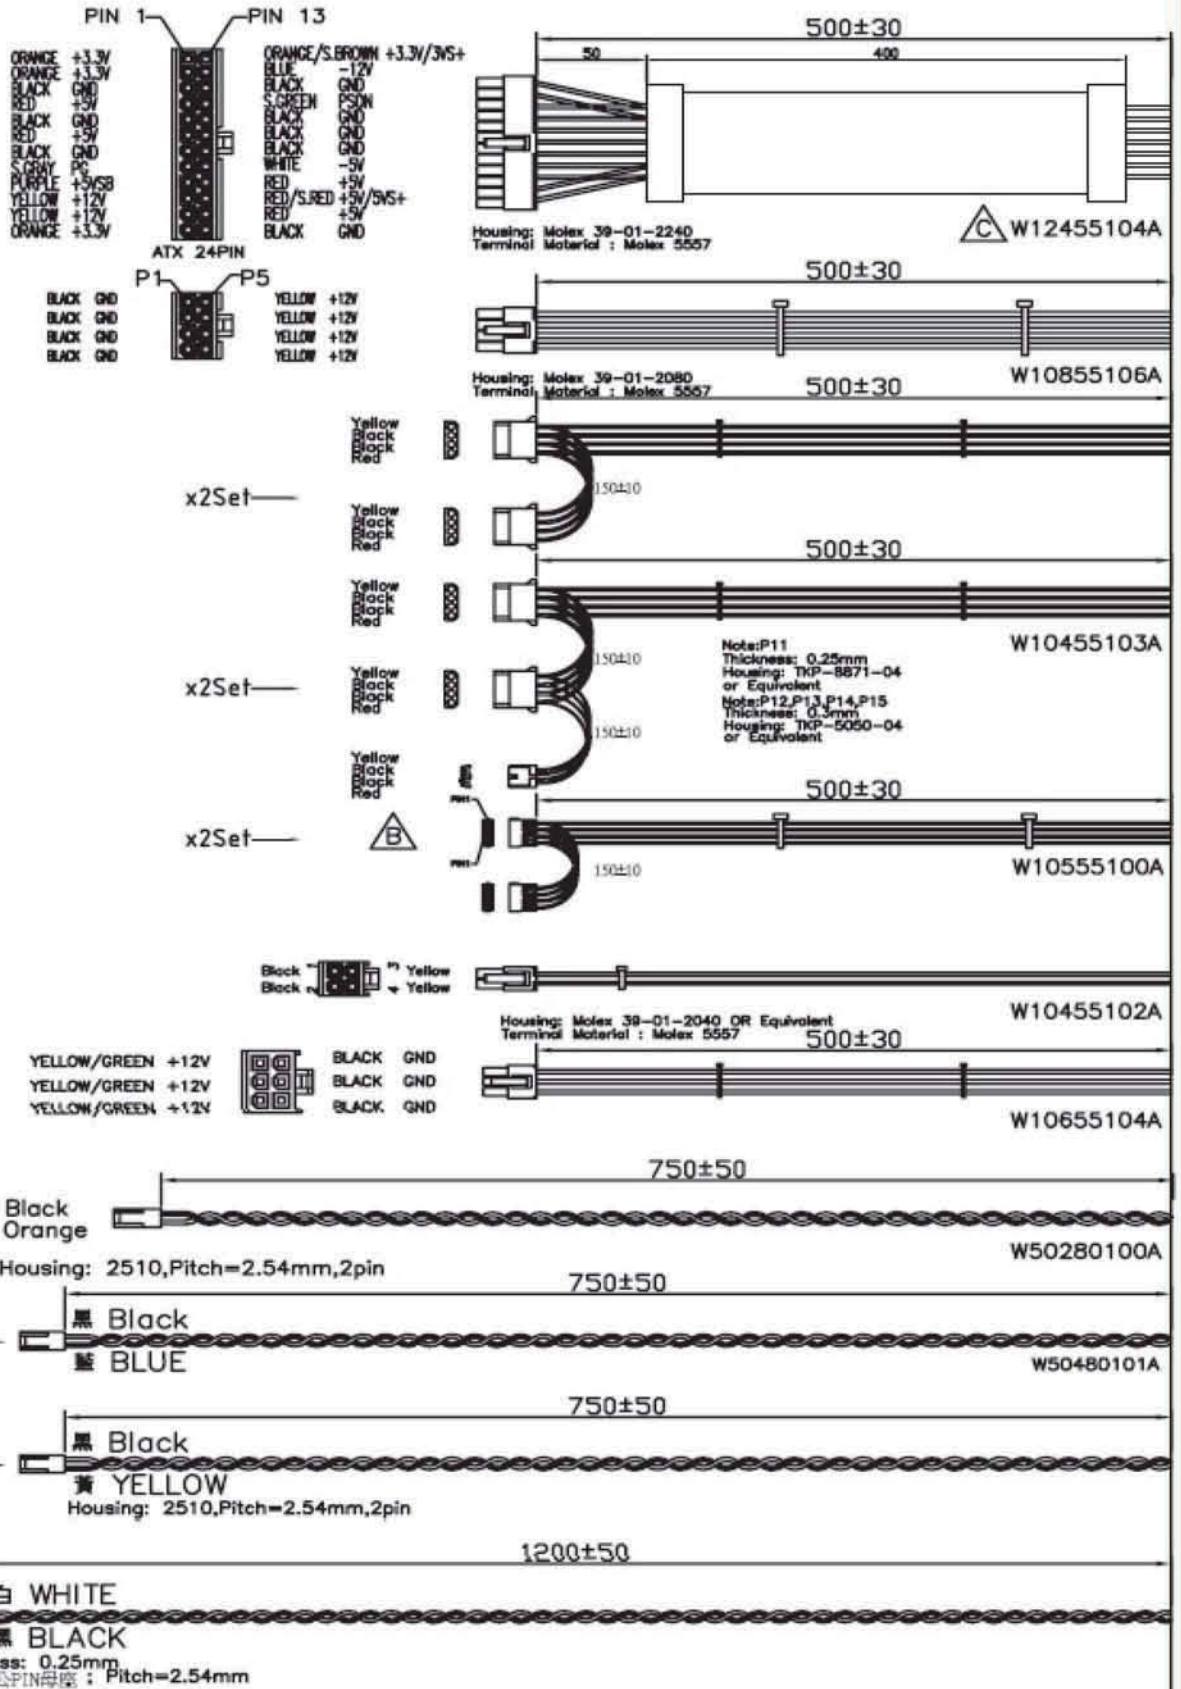 PIN 1
PIN 13
ORANGE +3.3V
ORANGE +3.3V
BLACK GND
RED +5V
BLACK GND
RED +5V
BLACK GND
S.GRAY PG
PURPLE +5VSB
YELLOW +12V
YELLOW +12V
ORANGE +3.3V
ORANGE/S.BROWN +3.3V/3VS+
BLUE -12V
BLACK GND
S.GREEN PSON
BLACK GND
BLACK GND
BLACK GND
WHITE -5V
RED +5V
RED/S.RED +5V/5VS+
RED +5V
BLACK GND
ATX 24PIN
500±30
50
400
Housing: Molex 39-01-2240
Terminal Material : Molex 5557
C
W12455104A
P1
P5
BLACK GND
BLACK GND
BLACK GND
BLACK GND
YELLOW +12V
YELLOW +12V
YELLOW +12V
YELLOW +12V
500±30
Housing: Molex 39-01-2080
Terminal Material : Molex 5557
W10855106A
500±30
Yellow
Black
Black
Red
x2Set
150±10
Yellow
Black
Black
Red
500±30
Yellow
Black
Black
Red
W10455103A
150±10
x2Set
Yellow
Black
Black
Red
Note:P11
Thickness: 0.25mm
Housing: TKP-8871-04
or Equivalent
Note:P12,P13,P14,P15
Thickness: 0.3mm
Housing: TKP-5050-04
or Equivalent
150±10
Yellow
Black
Black
Red
500±30
x2Set
B
PIN1
PIN1
150±10
W10555100A
Black 1
Black 2
3 Yellow
4 Yellow
W10455102A
Housing: Molex 39-01-2040 OR Equivalent
Terminal Material : Molex 5557
500±30
YELLOW/GREEN +12V
YELLOW/GREEN +12V
YELLOW/GREEN +12V
BLACK GND
BLACK GND
BLACK GND
W10655104A
750±50
Black
Orange
W50280100A
Housing: 2510,Pitch=2.54mm,2pin
750±50
黑 Black
藍 BLUE
W50480101A
750±50
黑 Black
黃 YELLOW
Housing: 2510,Pitch=2.54mm,2pin
1200±50
白 WHITE
黑 BLACK
ss: 0.25mm
公PIN母座 : Pitch=2.54mm